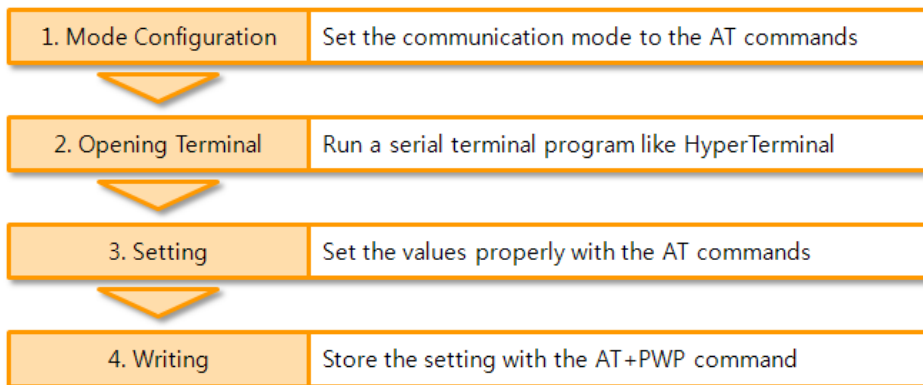 1. Mode Configuration Set the communication mode to the AT commands
2. Opening Terminal Run a serial terminal program like HyperTerminal
3. Setting Set the values properly with the AT commands
4. Writing Store the setting with the AT+PWP command